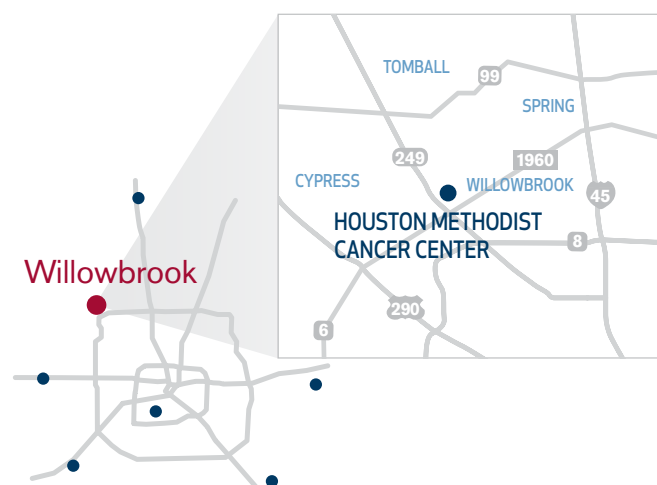 TOMBALL
99
SPRING
249
1960
CYPRESS
WILLOWBROOK
45
HOUSTON METHODIST
CANCER CENTER
8
Willowbrook
290
6